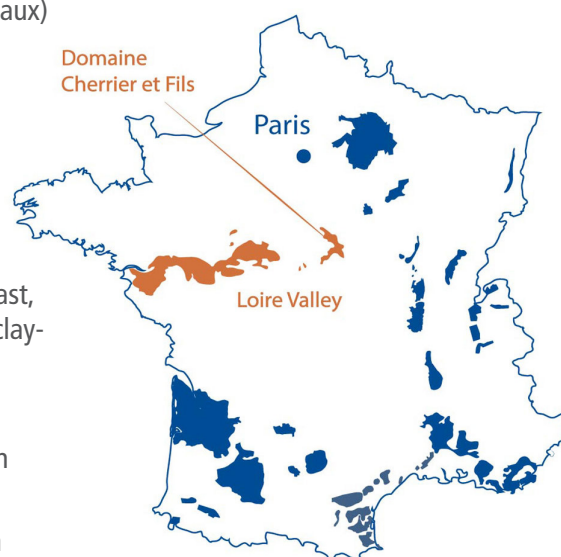 aux)
Domaine
Cherrier et Fils
Paris
ast,
Loire Valley
clay-
n